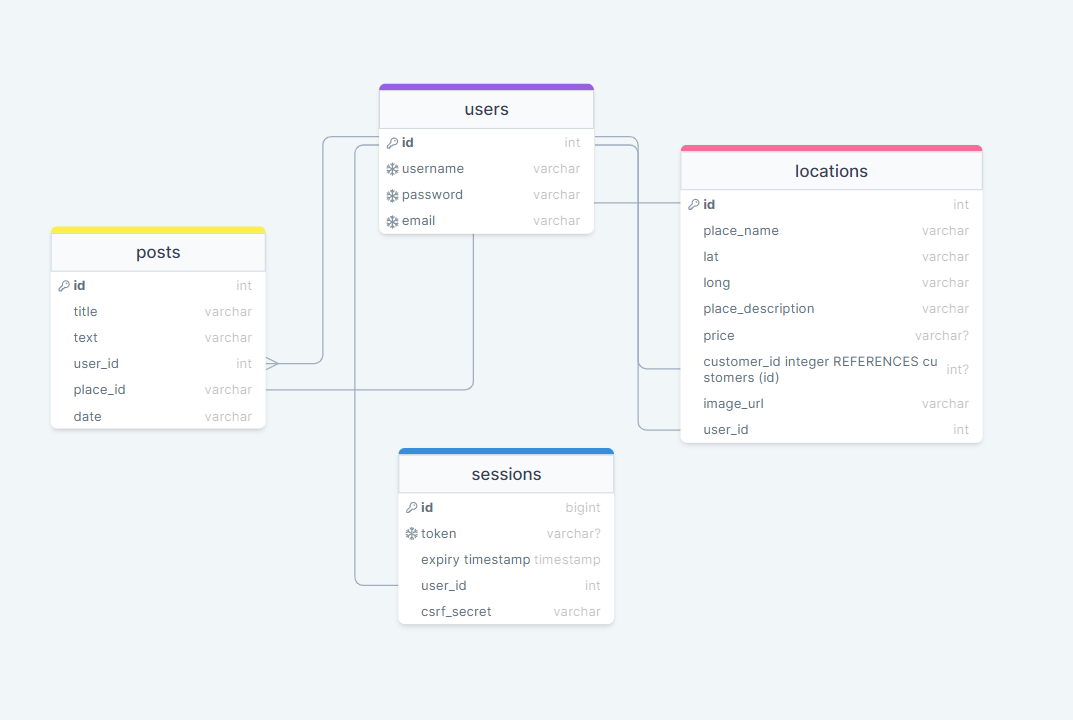 users
id int
username varchar
password varchar
email varchar
locations
id int
place_name varchar
lat varchar
long varchar
place_description varchar
price varchar?
customer_id integer REFERENCES cu
stomers (id) int?
image_url varchar
user_id int
posts
id int
title varchar
text varchar
user_id int
place_id varchar
date varchar
sessions
id bigint
token varchar?
expiry timestamp timestamp
user_id int
csrf_secret varchar